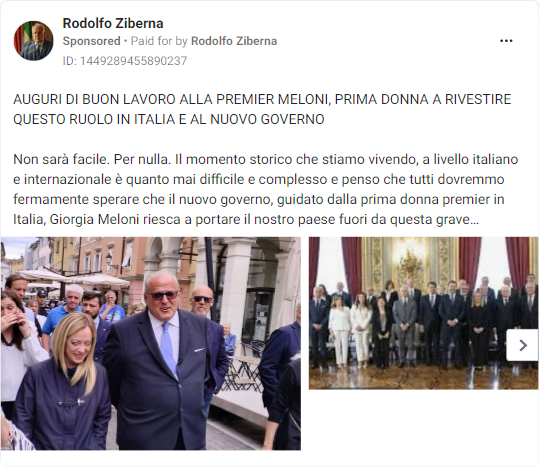 Rodolfo Ziberna
Sponsored • Paid for by Rodolfo Ziberna
ID: 1449289455890237
AUGURI DI BUON LAVORO ALLA PREMIER MELONI, PRIMA DONNA A RIVESTIRE
QUESTO RUOLO IN ITALIA E AL NUOVO GOVERNO
Non sarà facile. Per nulla. Il momento storico che stiamo vivendo, a livello italiano
e internazionale è quanto mai difficile e complesso e penso che tutti dovremmo
fermamente sperare che il nuovo governo, guidato dalla prima donna premier in
Italia, Giorgia Meloni riesca a portare il nostro paese fuori da questa grave...